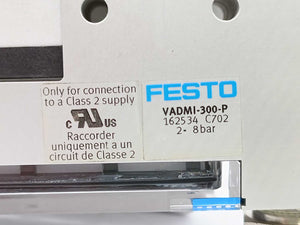 Only for connection
to a Class 2 supply
c RU US
Raccorder
uniquement a un
circuit de Classe 2
FESTO
VADMI-300-P
162534 C702
2- 8bar